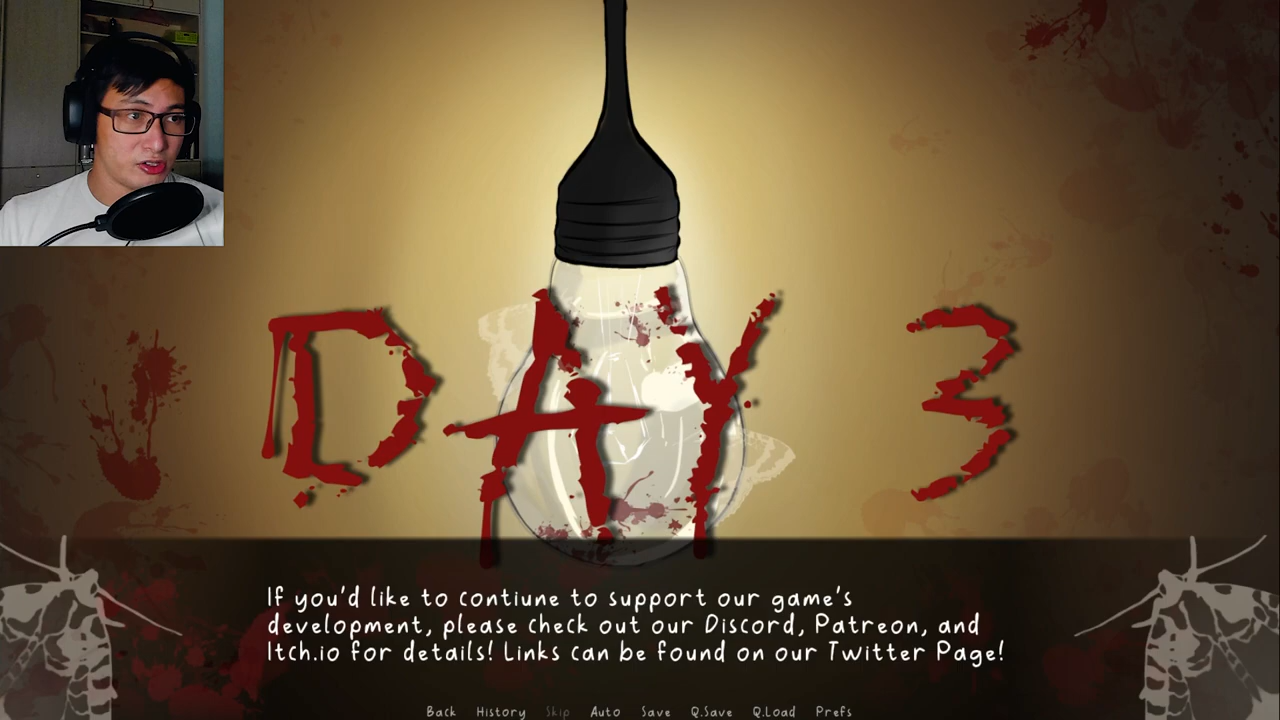 DAY 3
If you'd like to contiune to support our game's
development, please check out our Discord, Patreon, and
Itch.io for details! Links can be found on our Twitter Page!
Back History Skip Auto Save Q.Save Q.Load Prefs